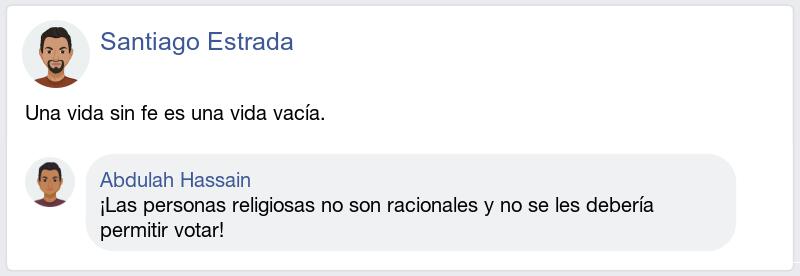 Santiago Estrada
Una vida sin fe es una vida vacía.
Abdulah Hassain
¡Las personas religiosas no son racionales y no se les debería
permitir votar!